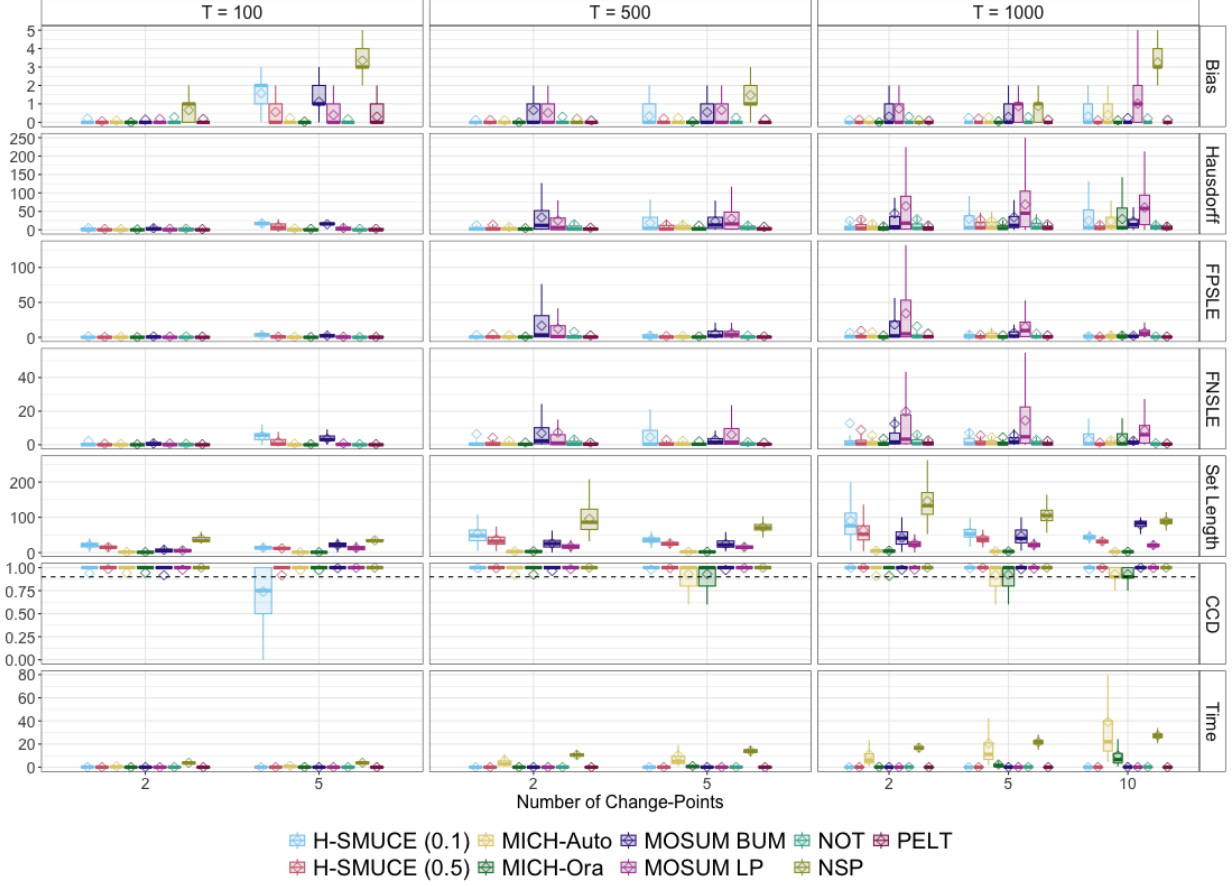 T = 100 T = 500 T = 1000
5
4
3
2
1
0
Bias
250
200
150
100
50
0
Hausdorff
100
50
0
FPSLE
40
20
0
FNSLE
200
100
0
Set Length
1.00
0.75
0.50
0.25
0.00
CCD
80
60
40
20
0
Time
2 5 2 5 2 5 10
Number of Change-Points
H-SMUCE (0.1) MICH-Auto MOSUM BUM NOT PELT
H-SMUCE (0.5) MICH-Ora MOSUM LP NSP